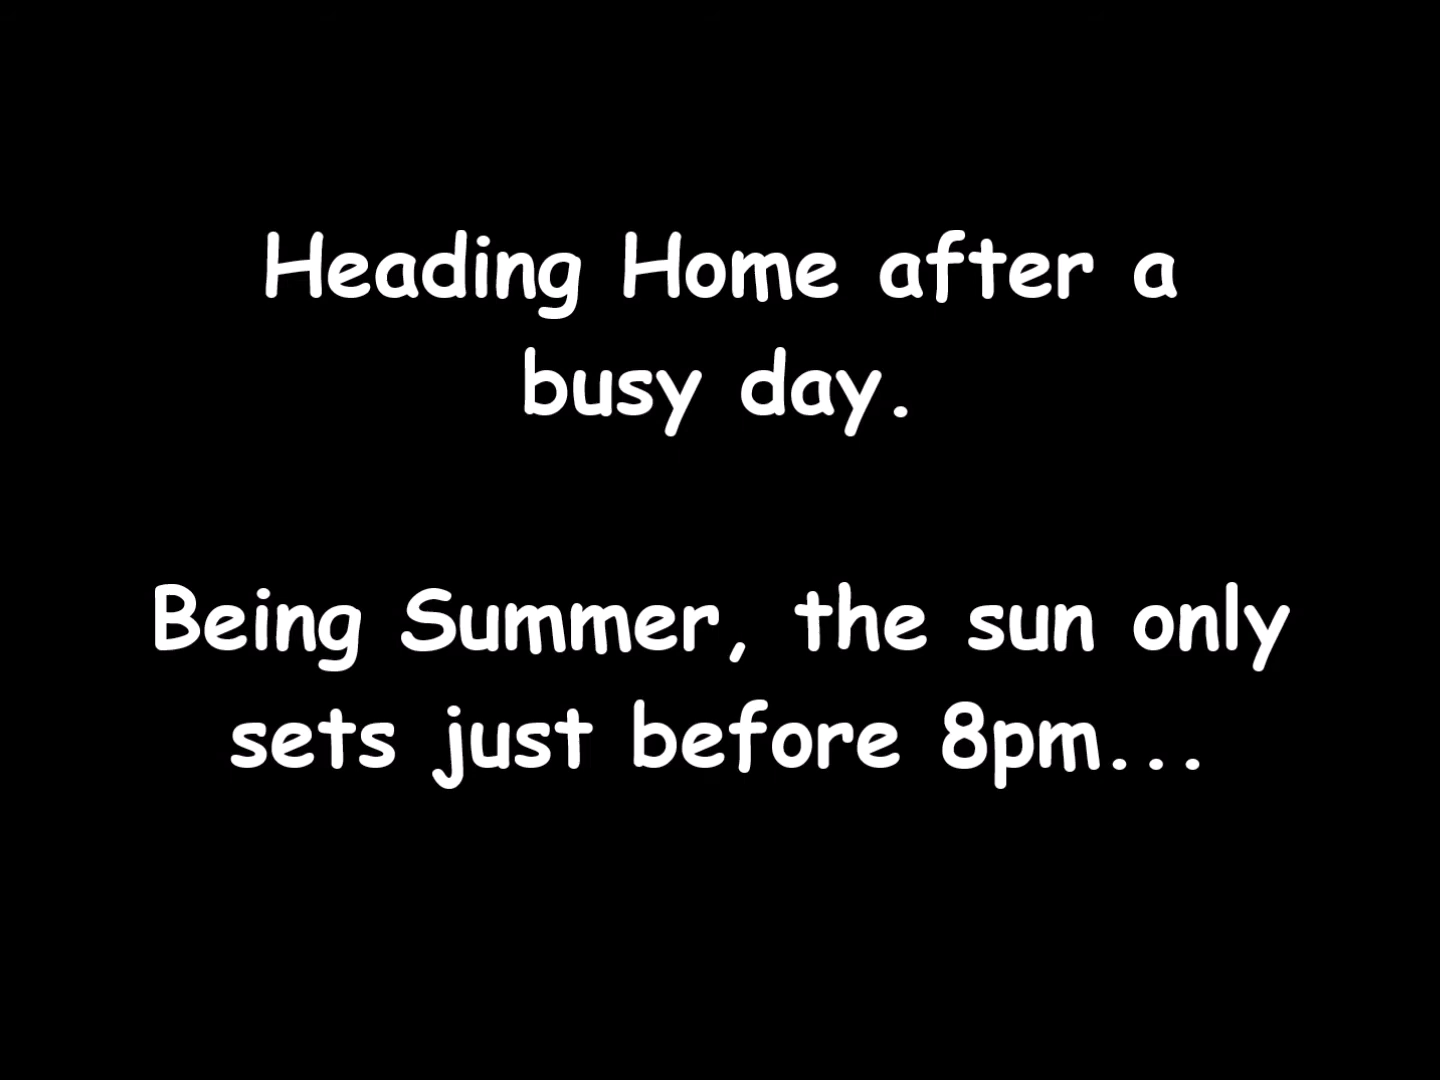 Heading Home after a
busy day.
Being Summer, the sun only
sets just before 8pm...